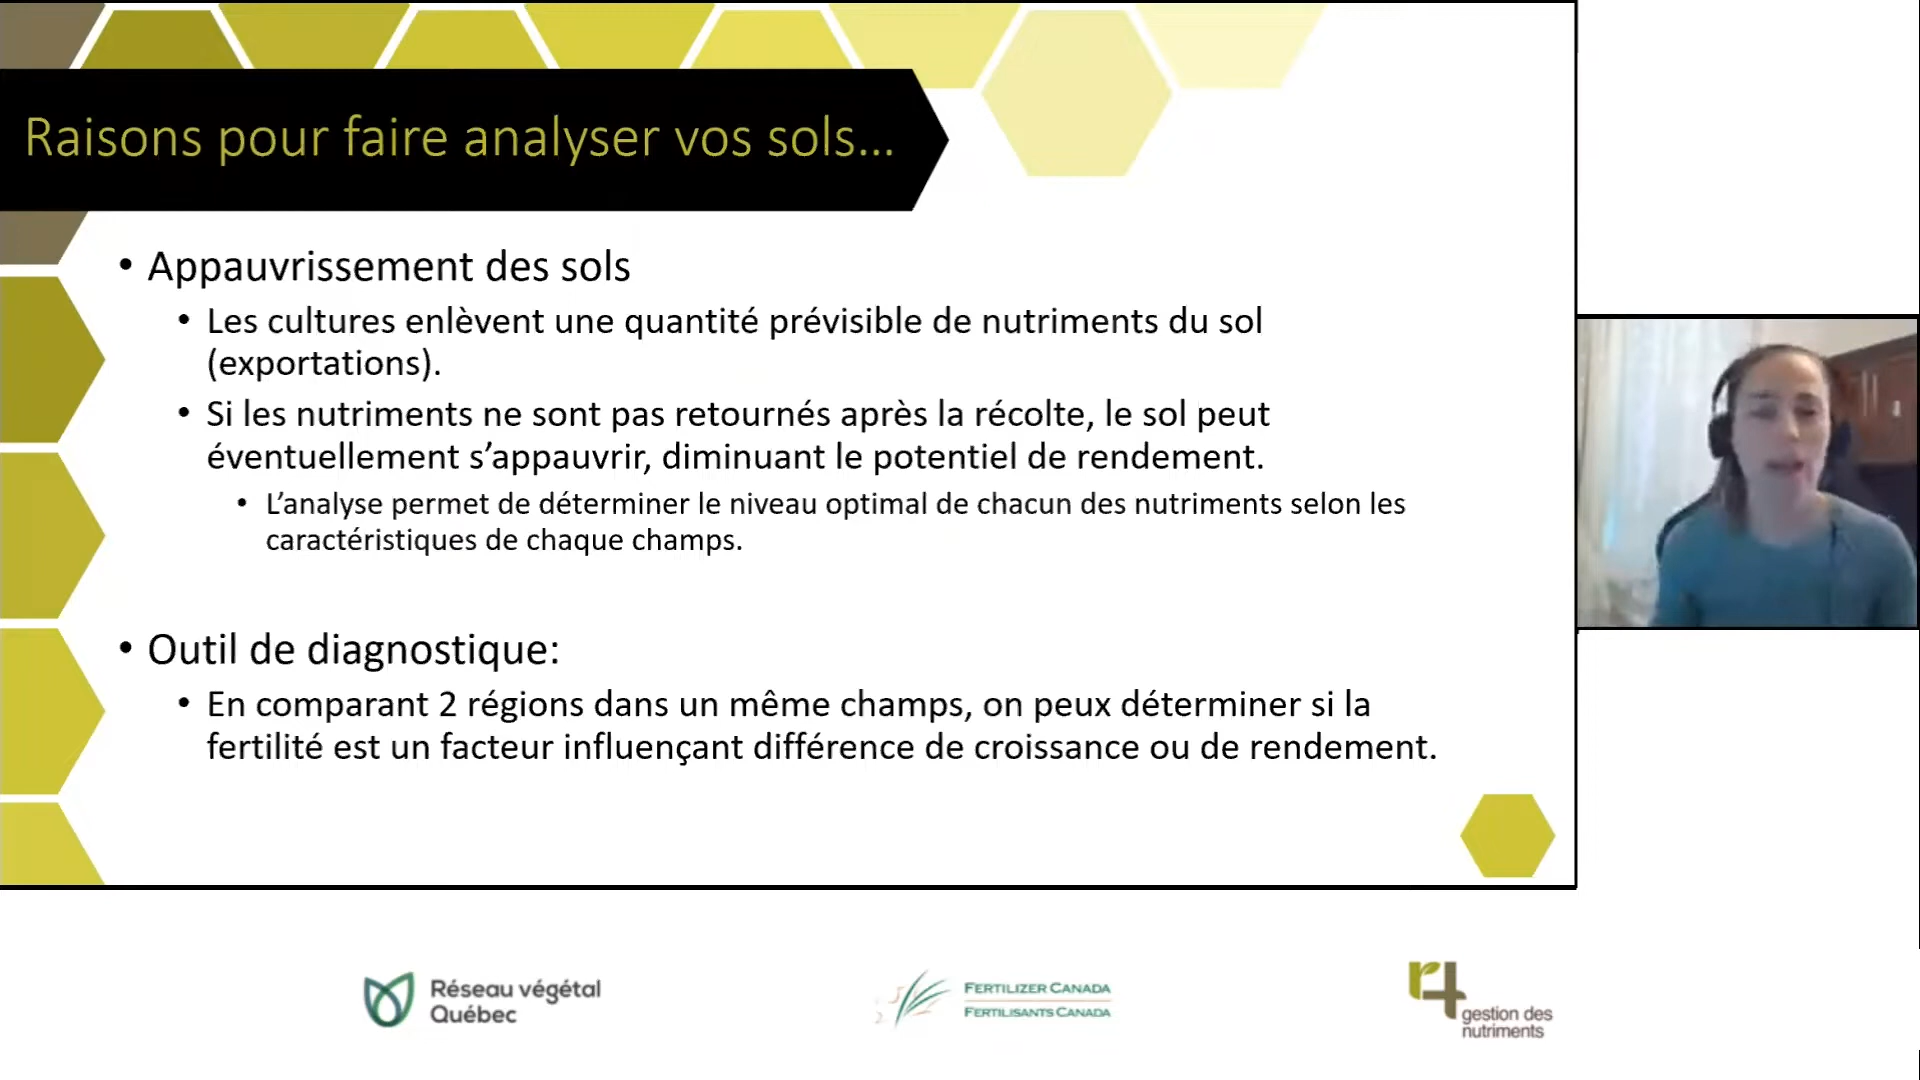 Raisons pour faire analyser vos sols...
• Appauvrissement des sols
• Les cultures enlèvent une quantité prévisible de nutriments du sol
(exportations).
• Si les nutriments ne sont pas retournés après la récolte, le sol peut
éventuellement s’appauvrir, diminuant le potentiel de rendement.
• L’analyse permet de déterminer le niveau optimal de chacun des nutriments selon les
caractéristiques de chaque champs.
• Outil de diagnostique:
• En comparant 2 régions dans un même champs, on peux déterminer si la
fertilité est un facteur influençant différence de croissance ou de rendement.
Réseau végétal
Québec
FERTILIZER CANADA
FERTILISANTS CANADA
r4
gestion des
nutriments